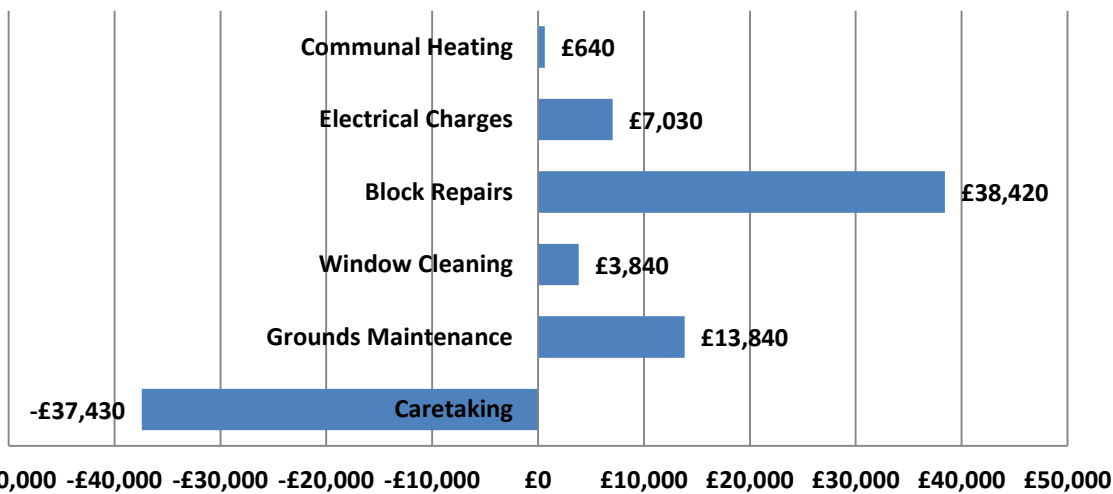 Communal Heating £640
Electrical Charges £7,030
Block Repairs £38,420
Window Cleaning £3,840
Grounds Maintenance £13,840
-£37,430 Caretaking
0,000 -£40,000 -£30,000 -£20,000 -£10,000 £0 £10,000 £20,000 £30,000 £40,000 £50,000